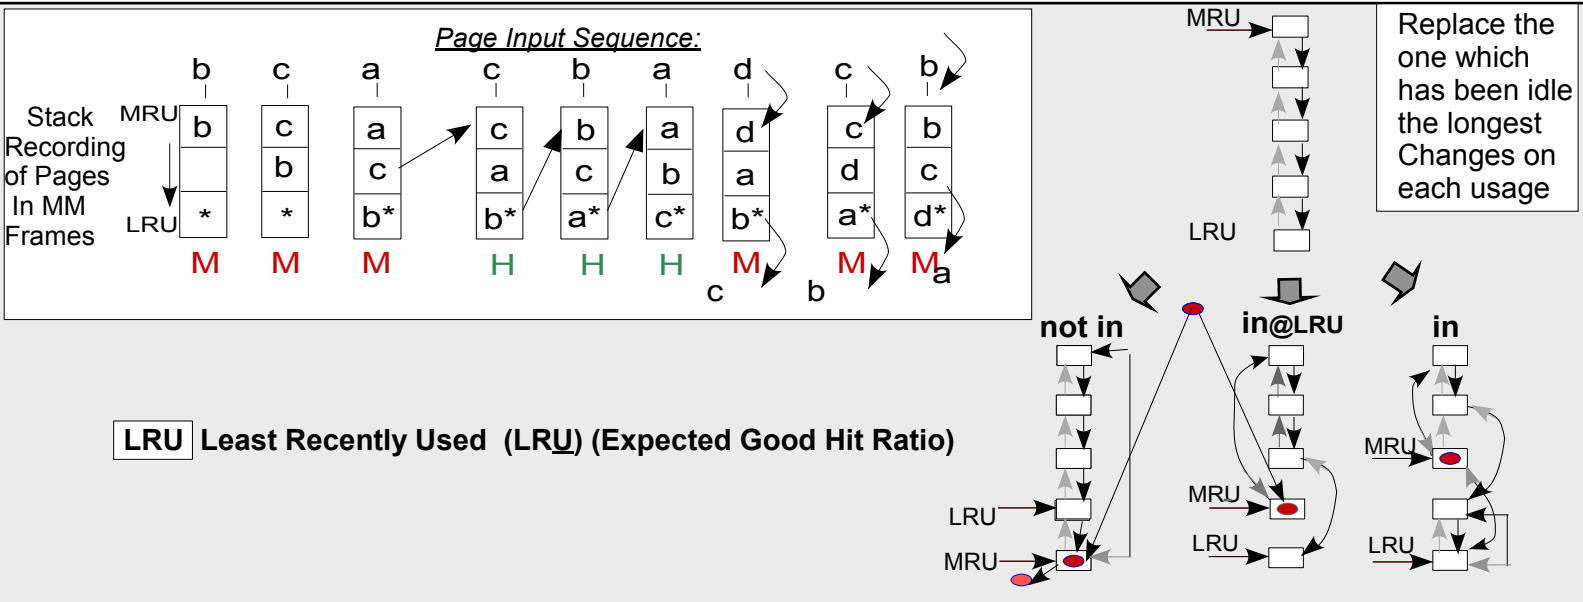 Page Input Sequence:
b c a c b a d c b
Stack
Recording
of Pages
In MM
Frames
MRU
LRU
b c a c b a d c b
b c a c b a d c
* * b* b* a* c* b* a* d*
M M M H H H M M M
c b a
MRU
LRU
Replace the
one which
has been idle
the longest
Changes on
each usage
not in
in@LRU
in
LRU
MRU
MRU
LRU
MRU
LRU
LRU Least Recently Used (LRU) (Expected Good Hit Ratio)